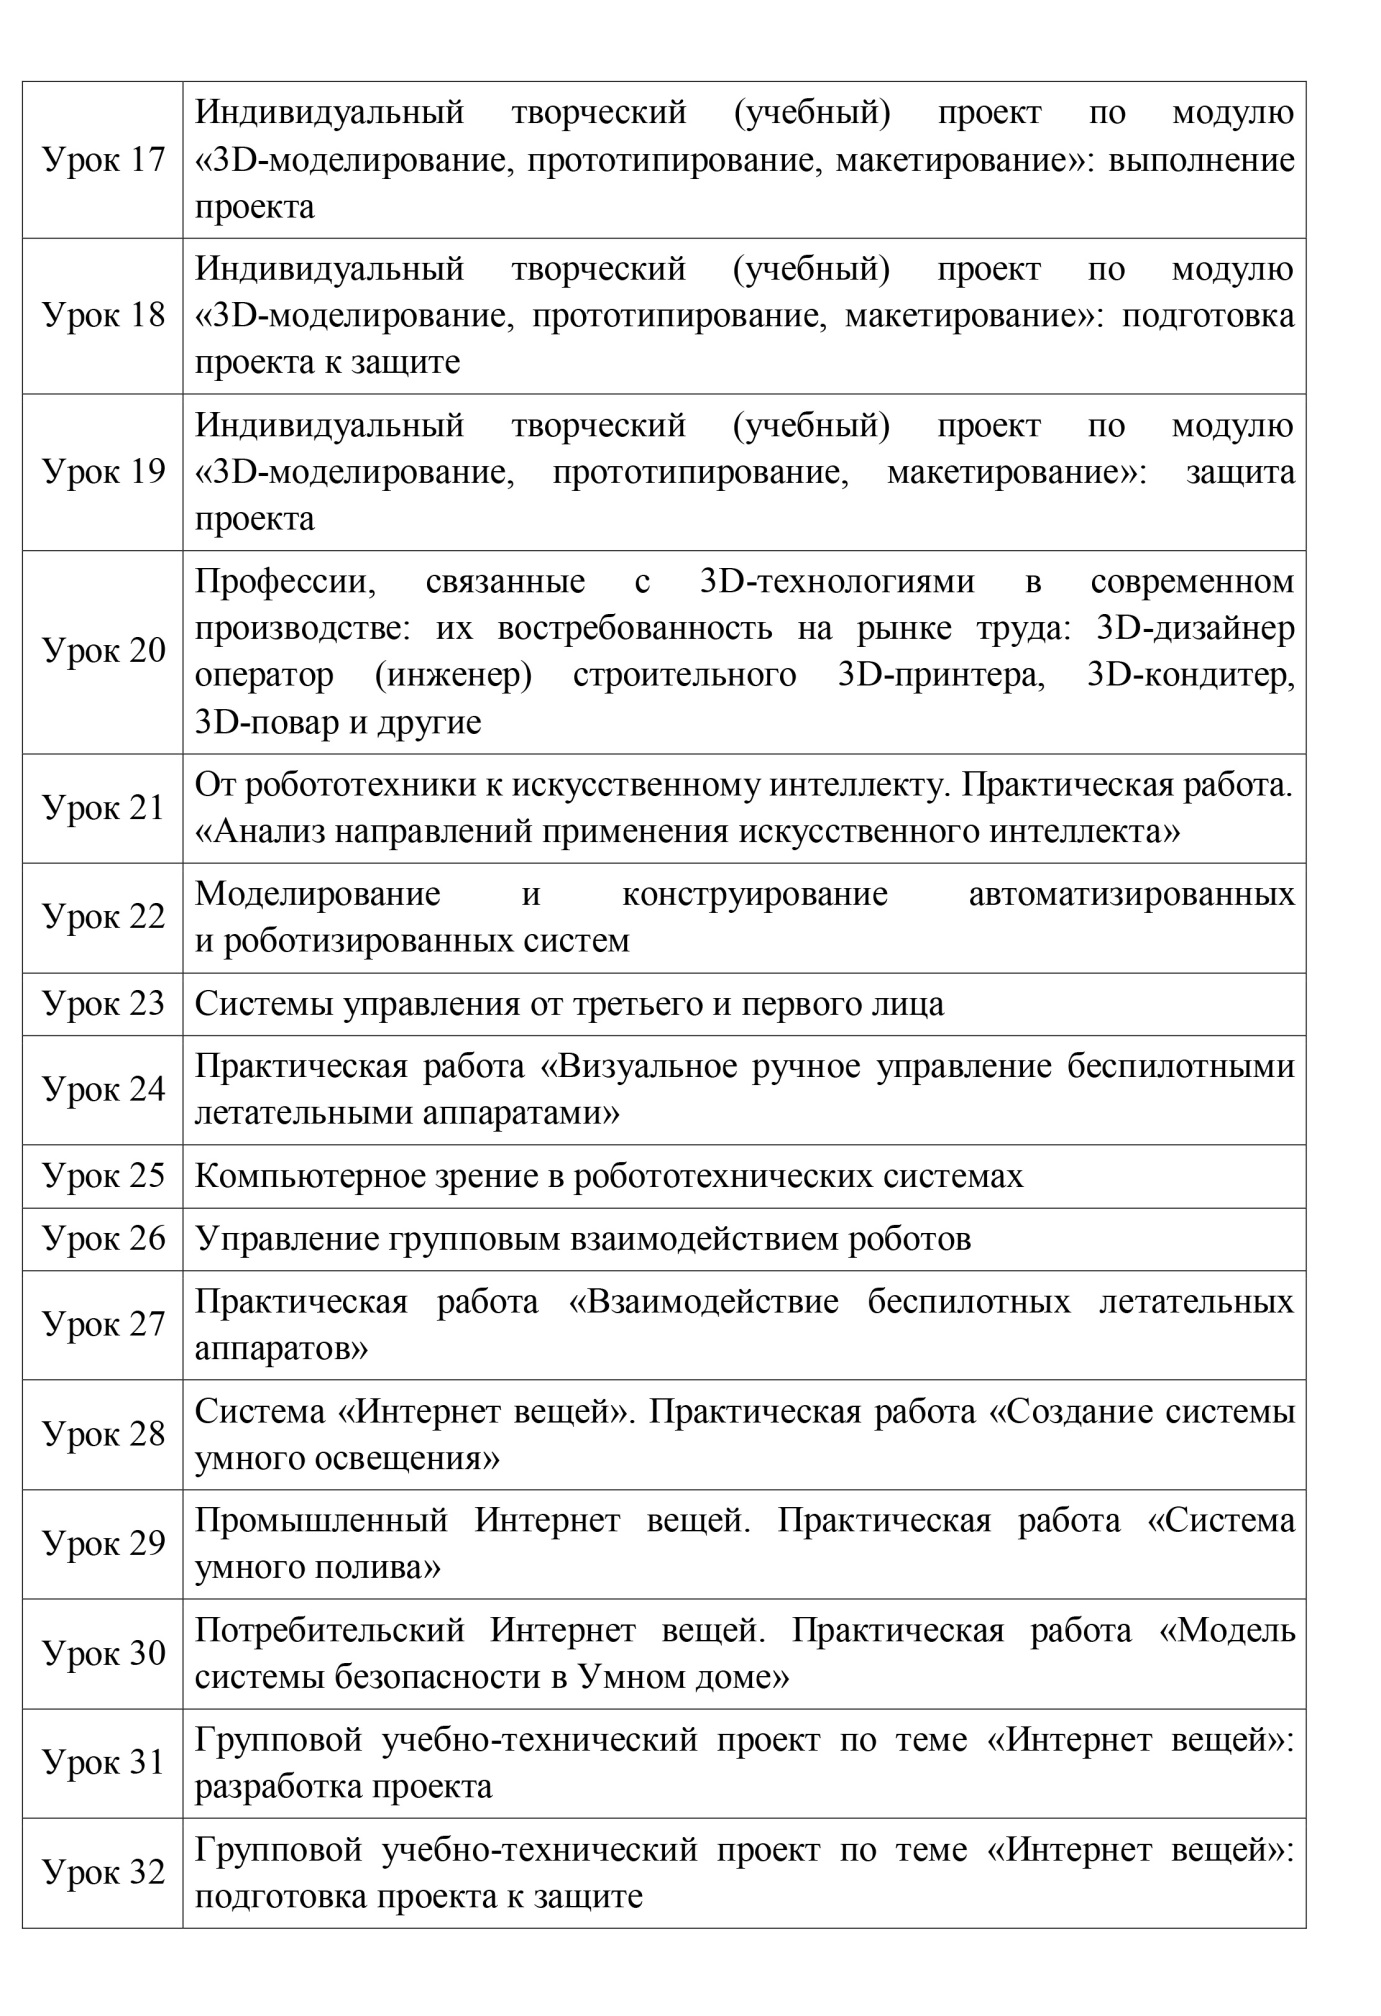 Урок 17
Индивидуальный творческий (учебный) проект по модулю
«3D-моделирование, прототипирование, макетирование»: выполнение
проекта
Урок 18
Индивидуальный творческий (учебный) проект по модулю
«3D-моделирование, прототипирование, макетирование»: подготовка
проекта к защите
Урок 19
Индивидуальный творческий (учебный) проект по модулю
«3D-моделирование, прототипирование, макетирование»: защита
проекта
Урок 20
Профессии, связанные с 3D-технологиями в современном
производстве: их востребованность на рынке труда: 3D-дизайнер
оператор (инженер) строительного 3D-принтера, 3D-кондитер,
3D-повар и другие
Урок 21
От робототехники к искусственному интеллекту. Практическая работа.
«Анализ направлений применения искусственного интеллекта»
Урок 22
Моделирование и конструирование автоматизированных
и роботизированных систем
Урок 23
Системы управления от третьего и первого лица
Урок 24
Практическая работа «Визуальное ручное управление беспилотными
летательными аппаратами»
Урок 25
Компьютерное зрение в робототехнических системах
Урок 26
Управление групповым взаимодействием роботов
Урок 27
Практическая работа «Взаимодействие беспилотных летательных
аппаратов»
Урок 28
Система «Интернет вещей». Практическая работа «Создание системы
умного освещения»
Урок 29
Промышленный Интернет вещей. Практическая работа «Система
умного полива»
Урок 30
Потребительский Интернет вещей. Практическая работа «Модель
системы безопасности в Умном доме»
Урок 31
Групповой учебно-технический проект по теме «Интернет вещей»:
разработка проекта
Урок 32
Групповой учебно-технический проект по теме «Интернет вещей»:
подготовка проекта к защите